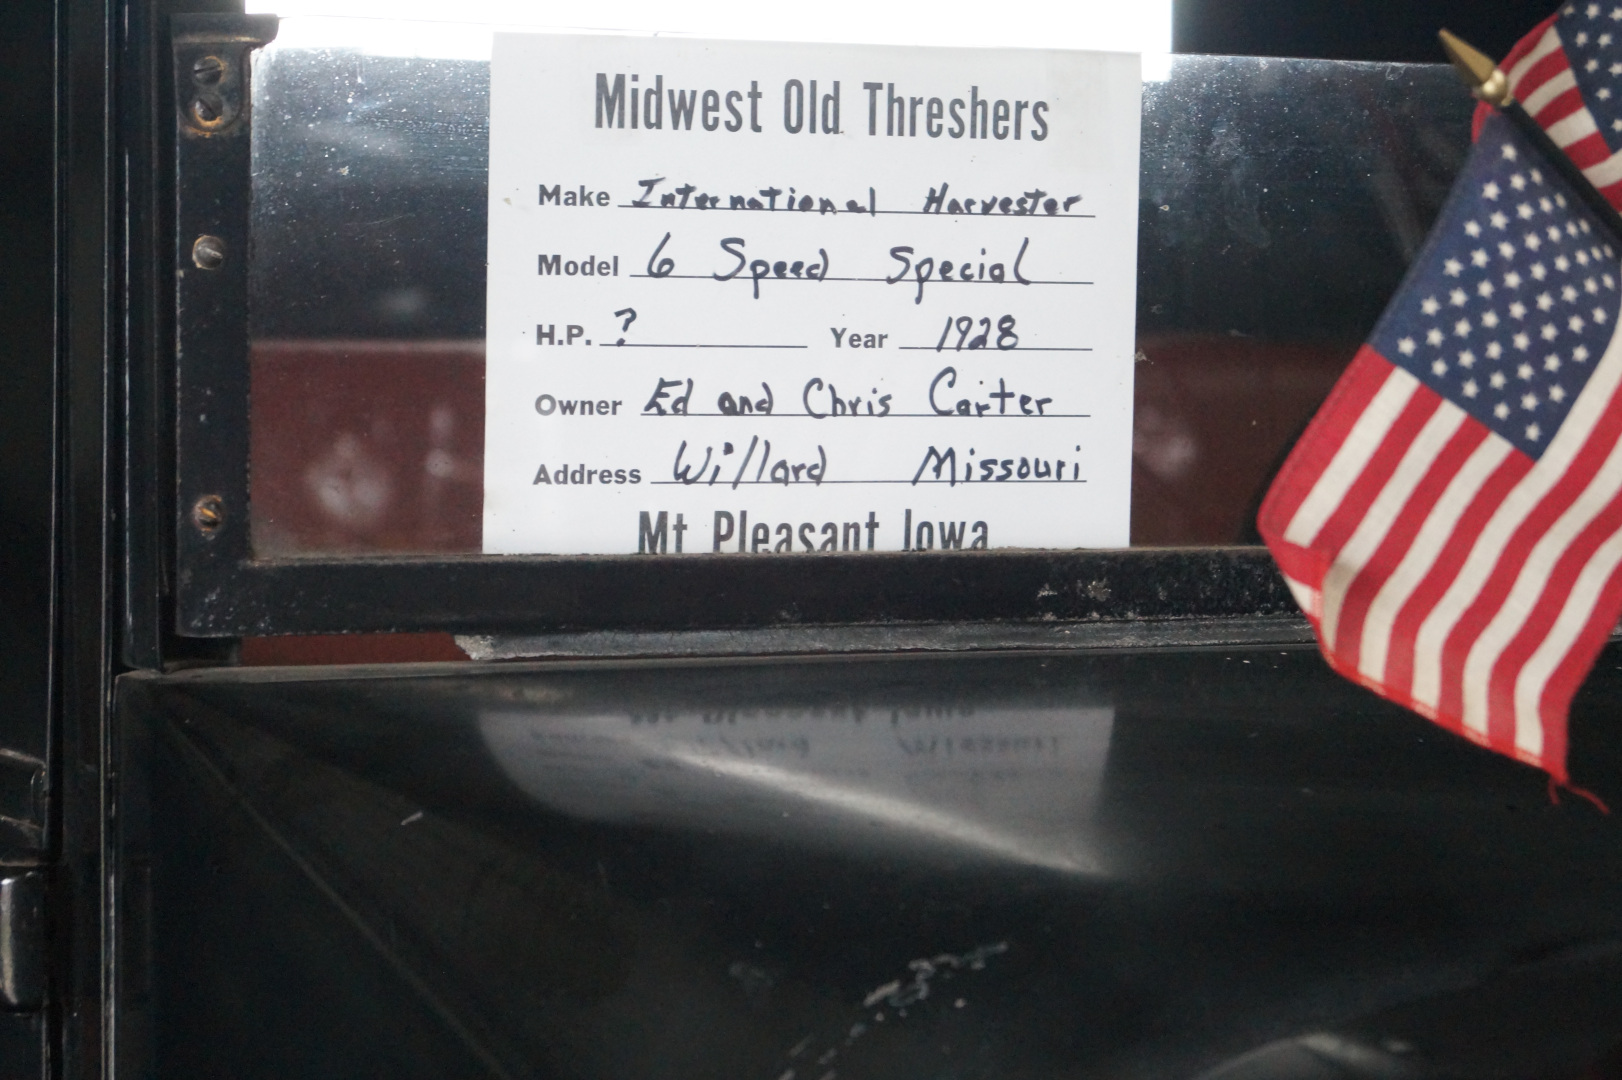 Midwest Old Threshers
Make International Harvester
Model 6 Speed Special
H.P. ? Year 1928
Owner Ed and Chris Carter
Address Willard Missouri
Mt Pleasant Iowa